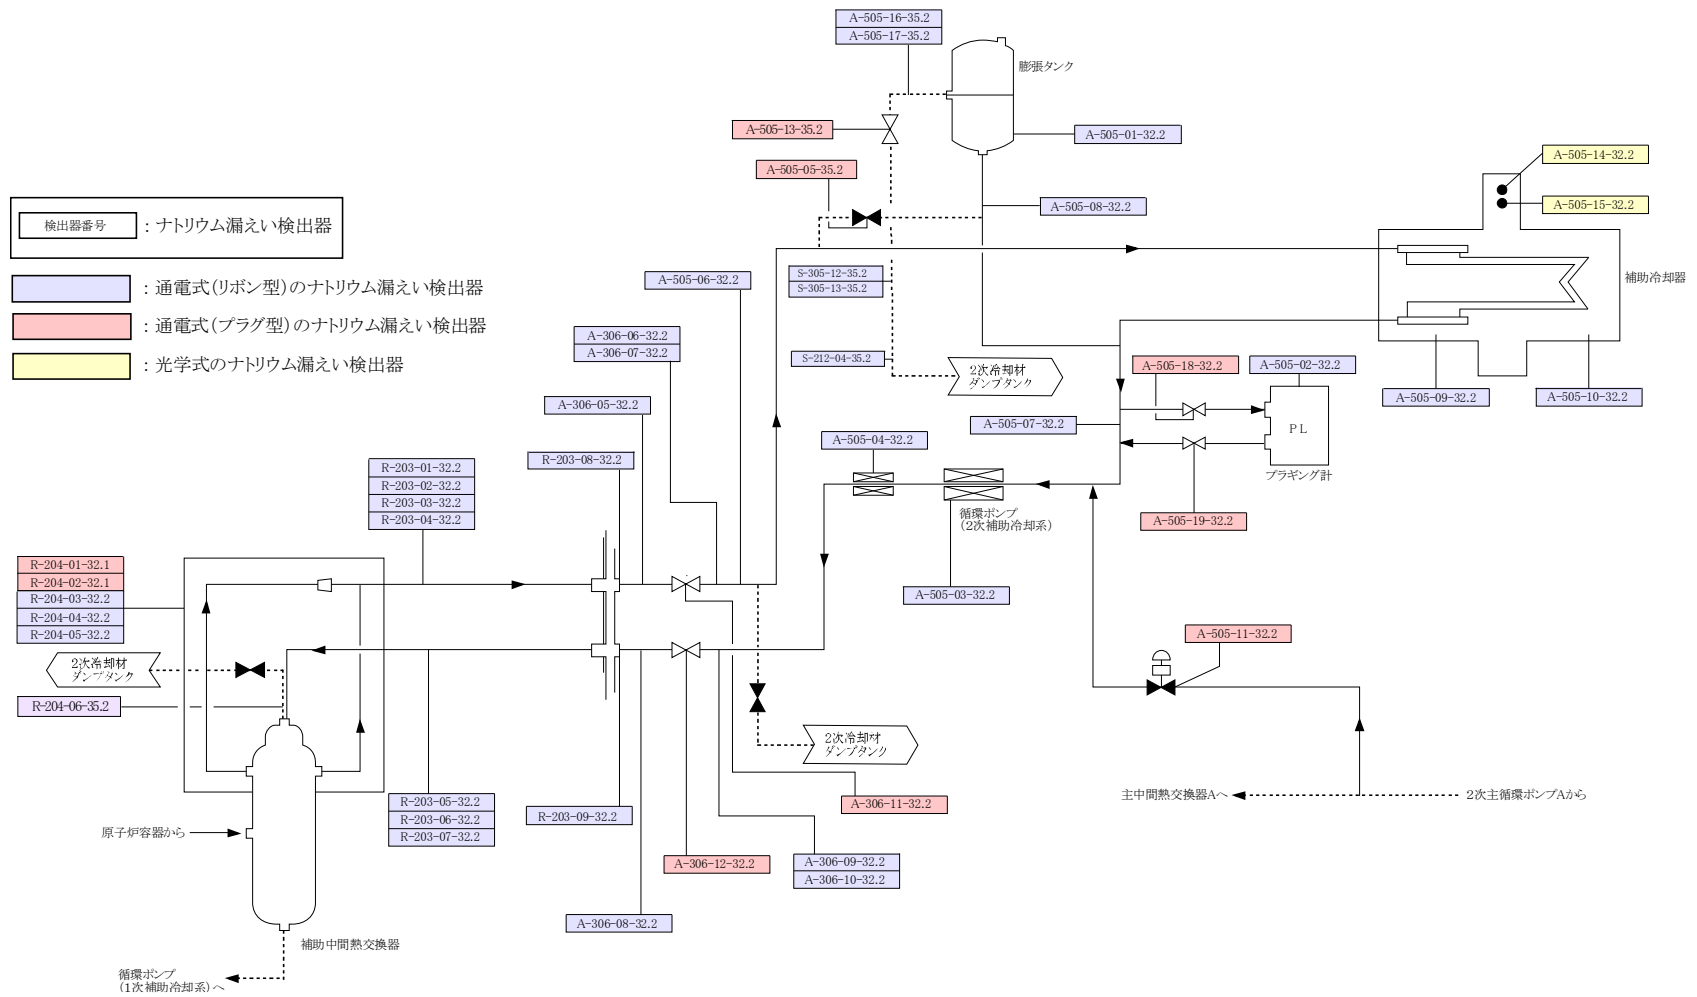 A-505-16-35.2
A-505-17-35.2
膨張タンク
A-505-13-35.2
A-505-01-32.2
A-505-05-35.2
A-505-14-32.2
A-505-08-32.2
A-505-15-32.2
検出器番号
：ナトリウム漏えい検出器
：通電式（リボン型）のナトリウム漏えい検出器
：通電式（プラグ型）のナトリウム漏えい検出器
：光学式のナトリウム漏えい検出器
A-505-06-32.2
S-305-12-35.2
S-305-13-35.2
補助冷却器
A-306-06-32.2
A-306-07-32.2
S-212-04-35.2
2次冷却材
ダンプタンク
A-505-18-32.2
A-505-02-32.2
A-505-09-32.2
A-505-10-32.2
A-306-05-32.2
A-505-07-32.2
PL
プラギング計
A-505-04-32.2
R-203-08-32.2
R-203-01-32.2
R-203-02-32.2
R-203-03-32.2
R-203-04-32.2
循環ポンプ
（2次補助冷却系）
A-505-19-32.2
R-204-01-32.1
R-204-02-32.1
R-204-03-32.2
R-204-04-32.2
R-204-05-32.2
A-505-03-32.2
A-505-11-32.2
2次冷却材
ダンプタンク
R-204-06-35.2
2次冷却材
ダンプタンク
主中間熱交換器Aへ
2次主循環ポンプAから
R-203-05-32.2
R-203-06-32.2
R-203-07-32.2
A-306-11-32.2
R-203-09-32.2
原子炉容器から
A-306-12-32.2
A-306-09-32.2
A-306-10-32.2
A-306-08-32.2
補助中間熱交換器
循環ポンプ
（1次補助冷却系）へ